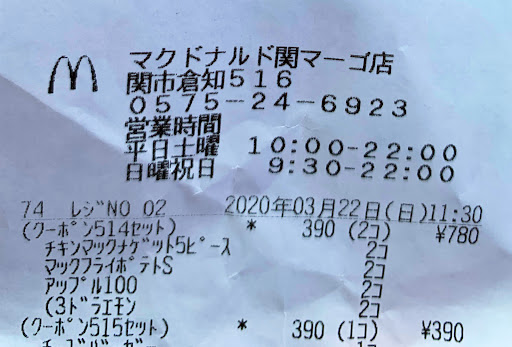 マクドナルド関マーゴ店
関市倉知516
0575-24-6923
営業時間
平日土曜 10:00-22:00
日曜祝日 9:30-22:00
74 レジNO 02 2020年03月22日(日)11:30
(クーポン514セット) * 390 (2コ) ¥780
チキンマックナゲット5ピース 2コ
マックフライポテトS 2コ
アップル100 2コ
(3ドラエモン 2コ
(クーポン515セット) * 390 (1コ) ¥390